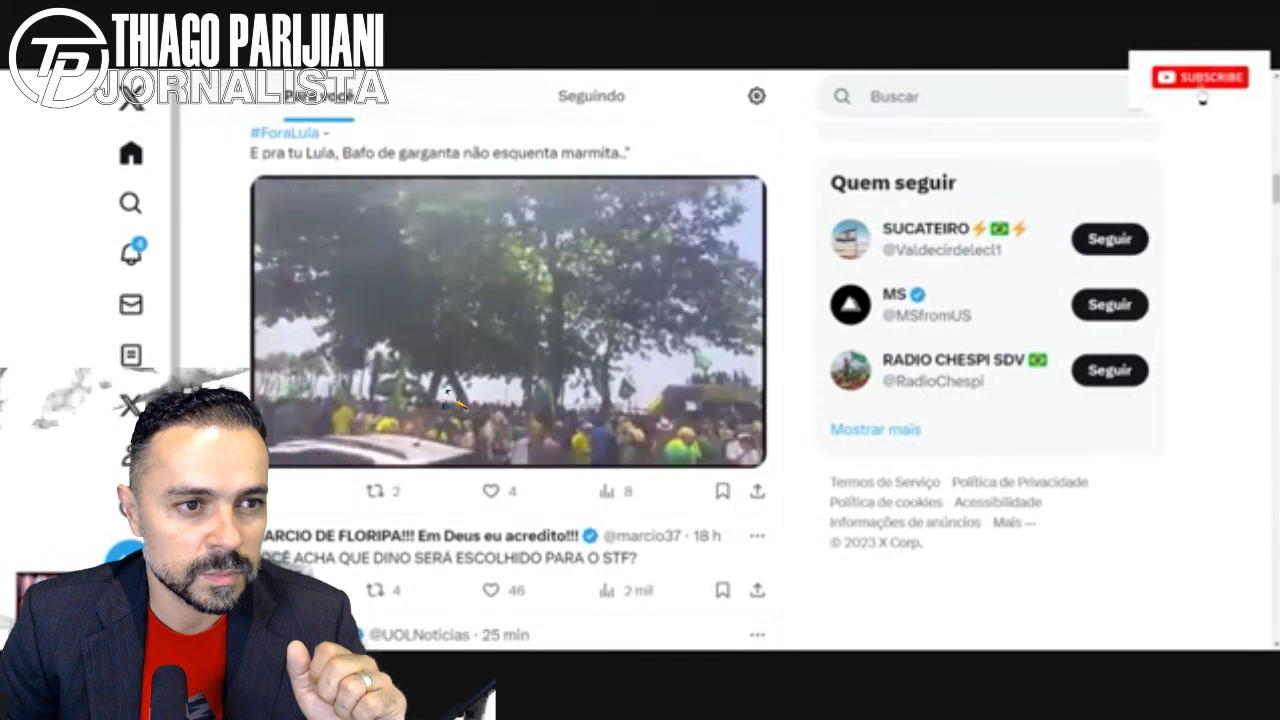 THIAGO PARIJIANI
JORNALISTA
TP
SUBSCRIBE
Seguindo
Buscar
#ForaLula -
E pra tu Lula, Bafo de garganta não esquenta marmita.."
4
2
4
8
ARCIO DE FLORIPA!!! Em Deus eu acredito!!! @marcio37 · 18 h
OCÊ ACHA QUE DINO SERÁ ESCOLHIDO PARA O STF?
4
46
2 mil
@UOLNoticias · 25 min
Quem seguir
SUCATEIRO
@Valdecirdelecl1
Seguir
MS
@MSfromUS
Seguir
RADIO CHESPI SDV
@RadioChespi
Seguir
Mostrar mais
Termos de Serviço Política de Privacidade
Política de cookies Acessibilidade
Informações de anúncios Mais
© 2023 X Corp.